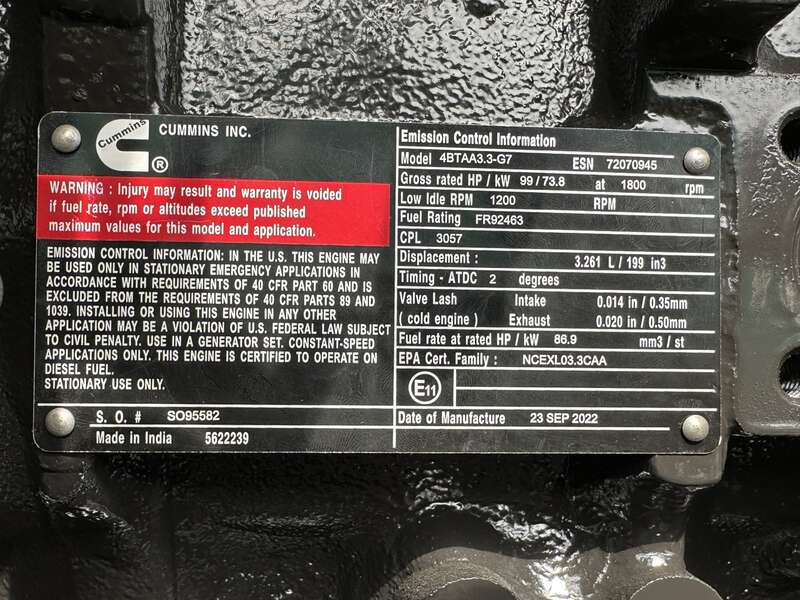 Cummins
®
CUMMINS INC.
WARNING : Injury may result and warranty is voided
if fuel rate, rpm or altitudes exceed published
maximum values for this model and application.
EMISSION CONTROL INFORMATION: IN THE U.S. THIS ENGINE MAY
BE USED ONLY IN STATIONARY EMERGENCY APPLICATIONS IN
ACCORDANCE WITH REQUIREMENTS OF 40 CFR PART 60 AND IS
EXCLUDED FROM THE REQUIREMENTS OF 40 CFR PARTS 89 AND
1039. INSTALLING OR USING THIS ENGINE IN ANY OTHER
APPLICATION MAY BE A VIOLATION OF U.S. FEDERAL LAW SUBJECT
TO CIVIL PENALTY. USE IN A GENERATOR SET. CONSTANT-SPEED
APPLICATIONS ONLY. THIS ENGINE IS CERTIFIED TO OPERATE ON
DIESEL FUEL.
STATIONARY USE ONLY.
S. O. # SO95582
Made in India 5622239
Emission Control Information
Model 4BTAA3.3-G7 ESN 72070945
Gross rated HP / kW 99 / 73.8 at 1800 rpm
Low Idle RPM 1200 RPM
Fuel Rating FR92463
CPL 3057
Displacement : 3.261 L / 199 in3
Timing - ATDC 2 degrees
Valve Lash Intake 0.014 in / 0.35mm
( cold engine ) Exhaust 0.020 in / 0.50mm
Fuel rate at rated HP / kW 86.9 mm3 / st
EPA Cert. Family : NCEXL03.3CAA
E11
Date of Manufacture 23 SEP 2022